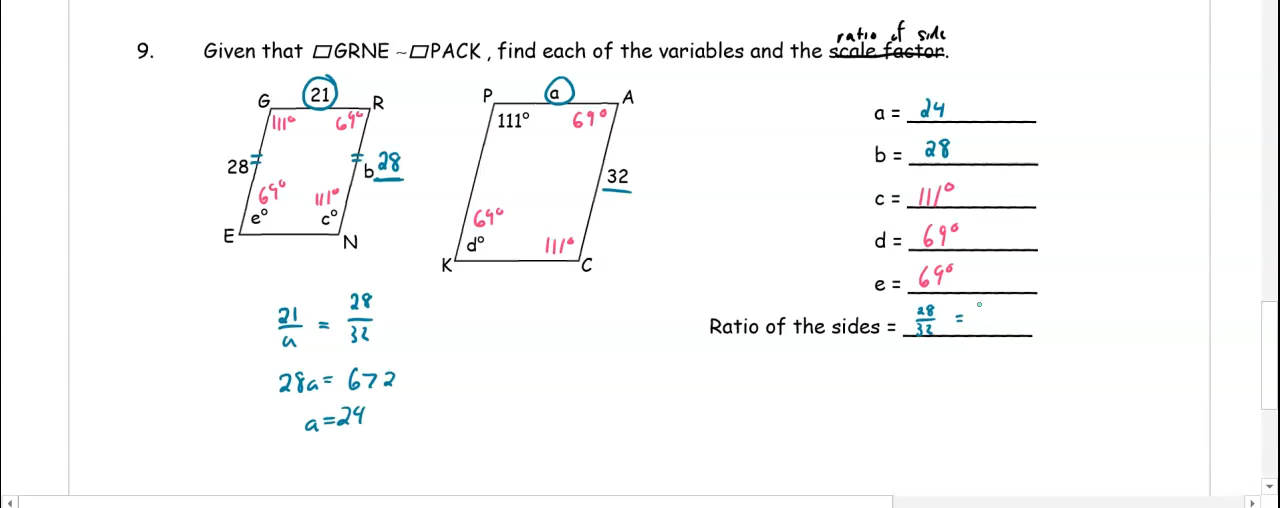 ratio of side
9. Given that □GRNE ~ □PACK, find each of the variables and the scale factor.
G 21 R
111° 69°
28 b 28
69° 111°
e° c°
E N
P a A
111° 69°
32
69°
d° 111°
K C
a = 24
b = 28
c = 111°
d = 69°
e = 69°
Ratio of the sides = 28/32 =
21/a = 28/32
28a = 672
a = 24